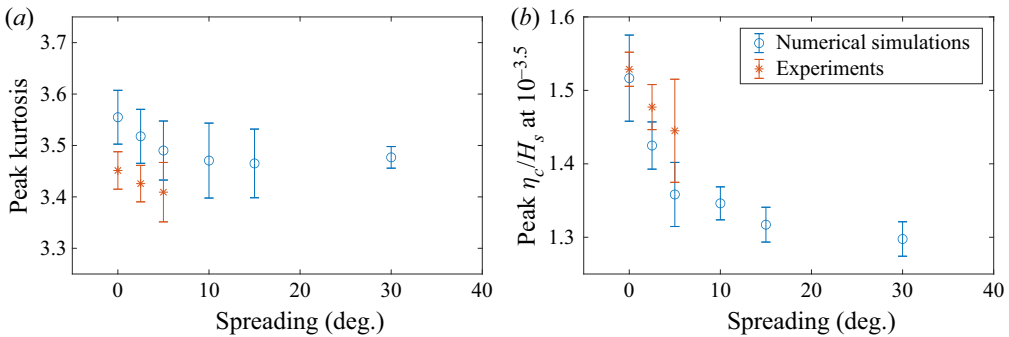 (a)
3.7
3.6
3.5
3.4
3.3
Peak kurtosis
0
10
20
30
40
Spreading (deg.)
(b)
1.6
1.5
1.4
1.3
Peak η_c/H_s at 10^−3.5
Numerical simulations
Experiments
0
10
20
30
40
Spreading (deg.)